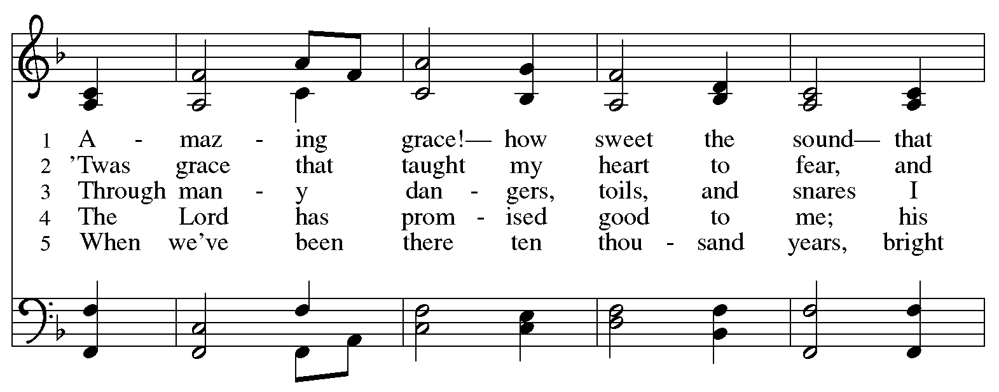 1 A - maz - ing grace!— how sweet the sound— that
2 ’Twas grace that taught my heart to fear, and
3 Through man - y dan - gers, toils, and snares I
4 The Lord has prom - ised good to me; his
5 When we’ve been there ten thou - sand years, bright